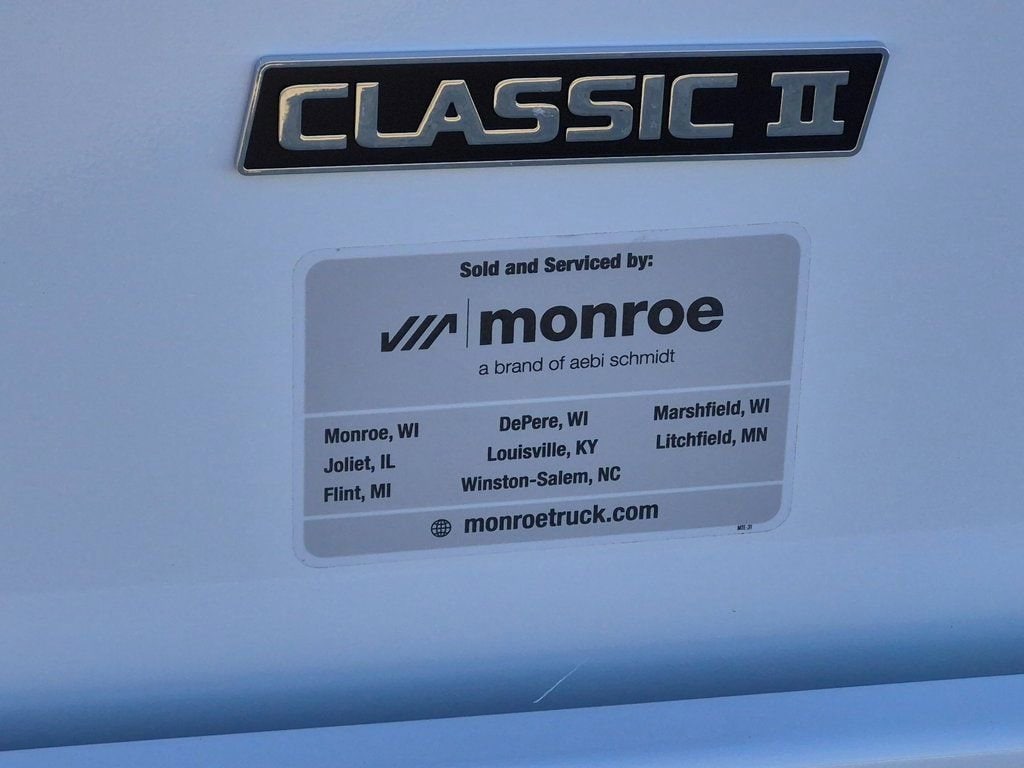 CLASSIC II
Sold and Serviced by:
monroe
a brand of aebi schmidt
Monroe, WI
Joliet, IL
Flint, MI
DePere, WI
Louisville, KY
Winston-Salem, NC
Marshfield, WI
Litchfield, MN
monroetruck.com